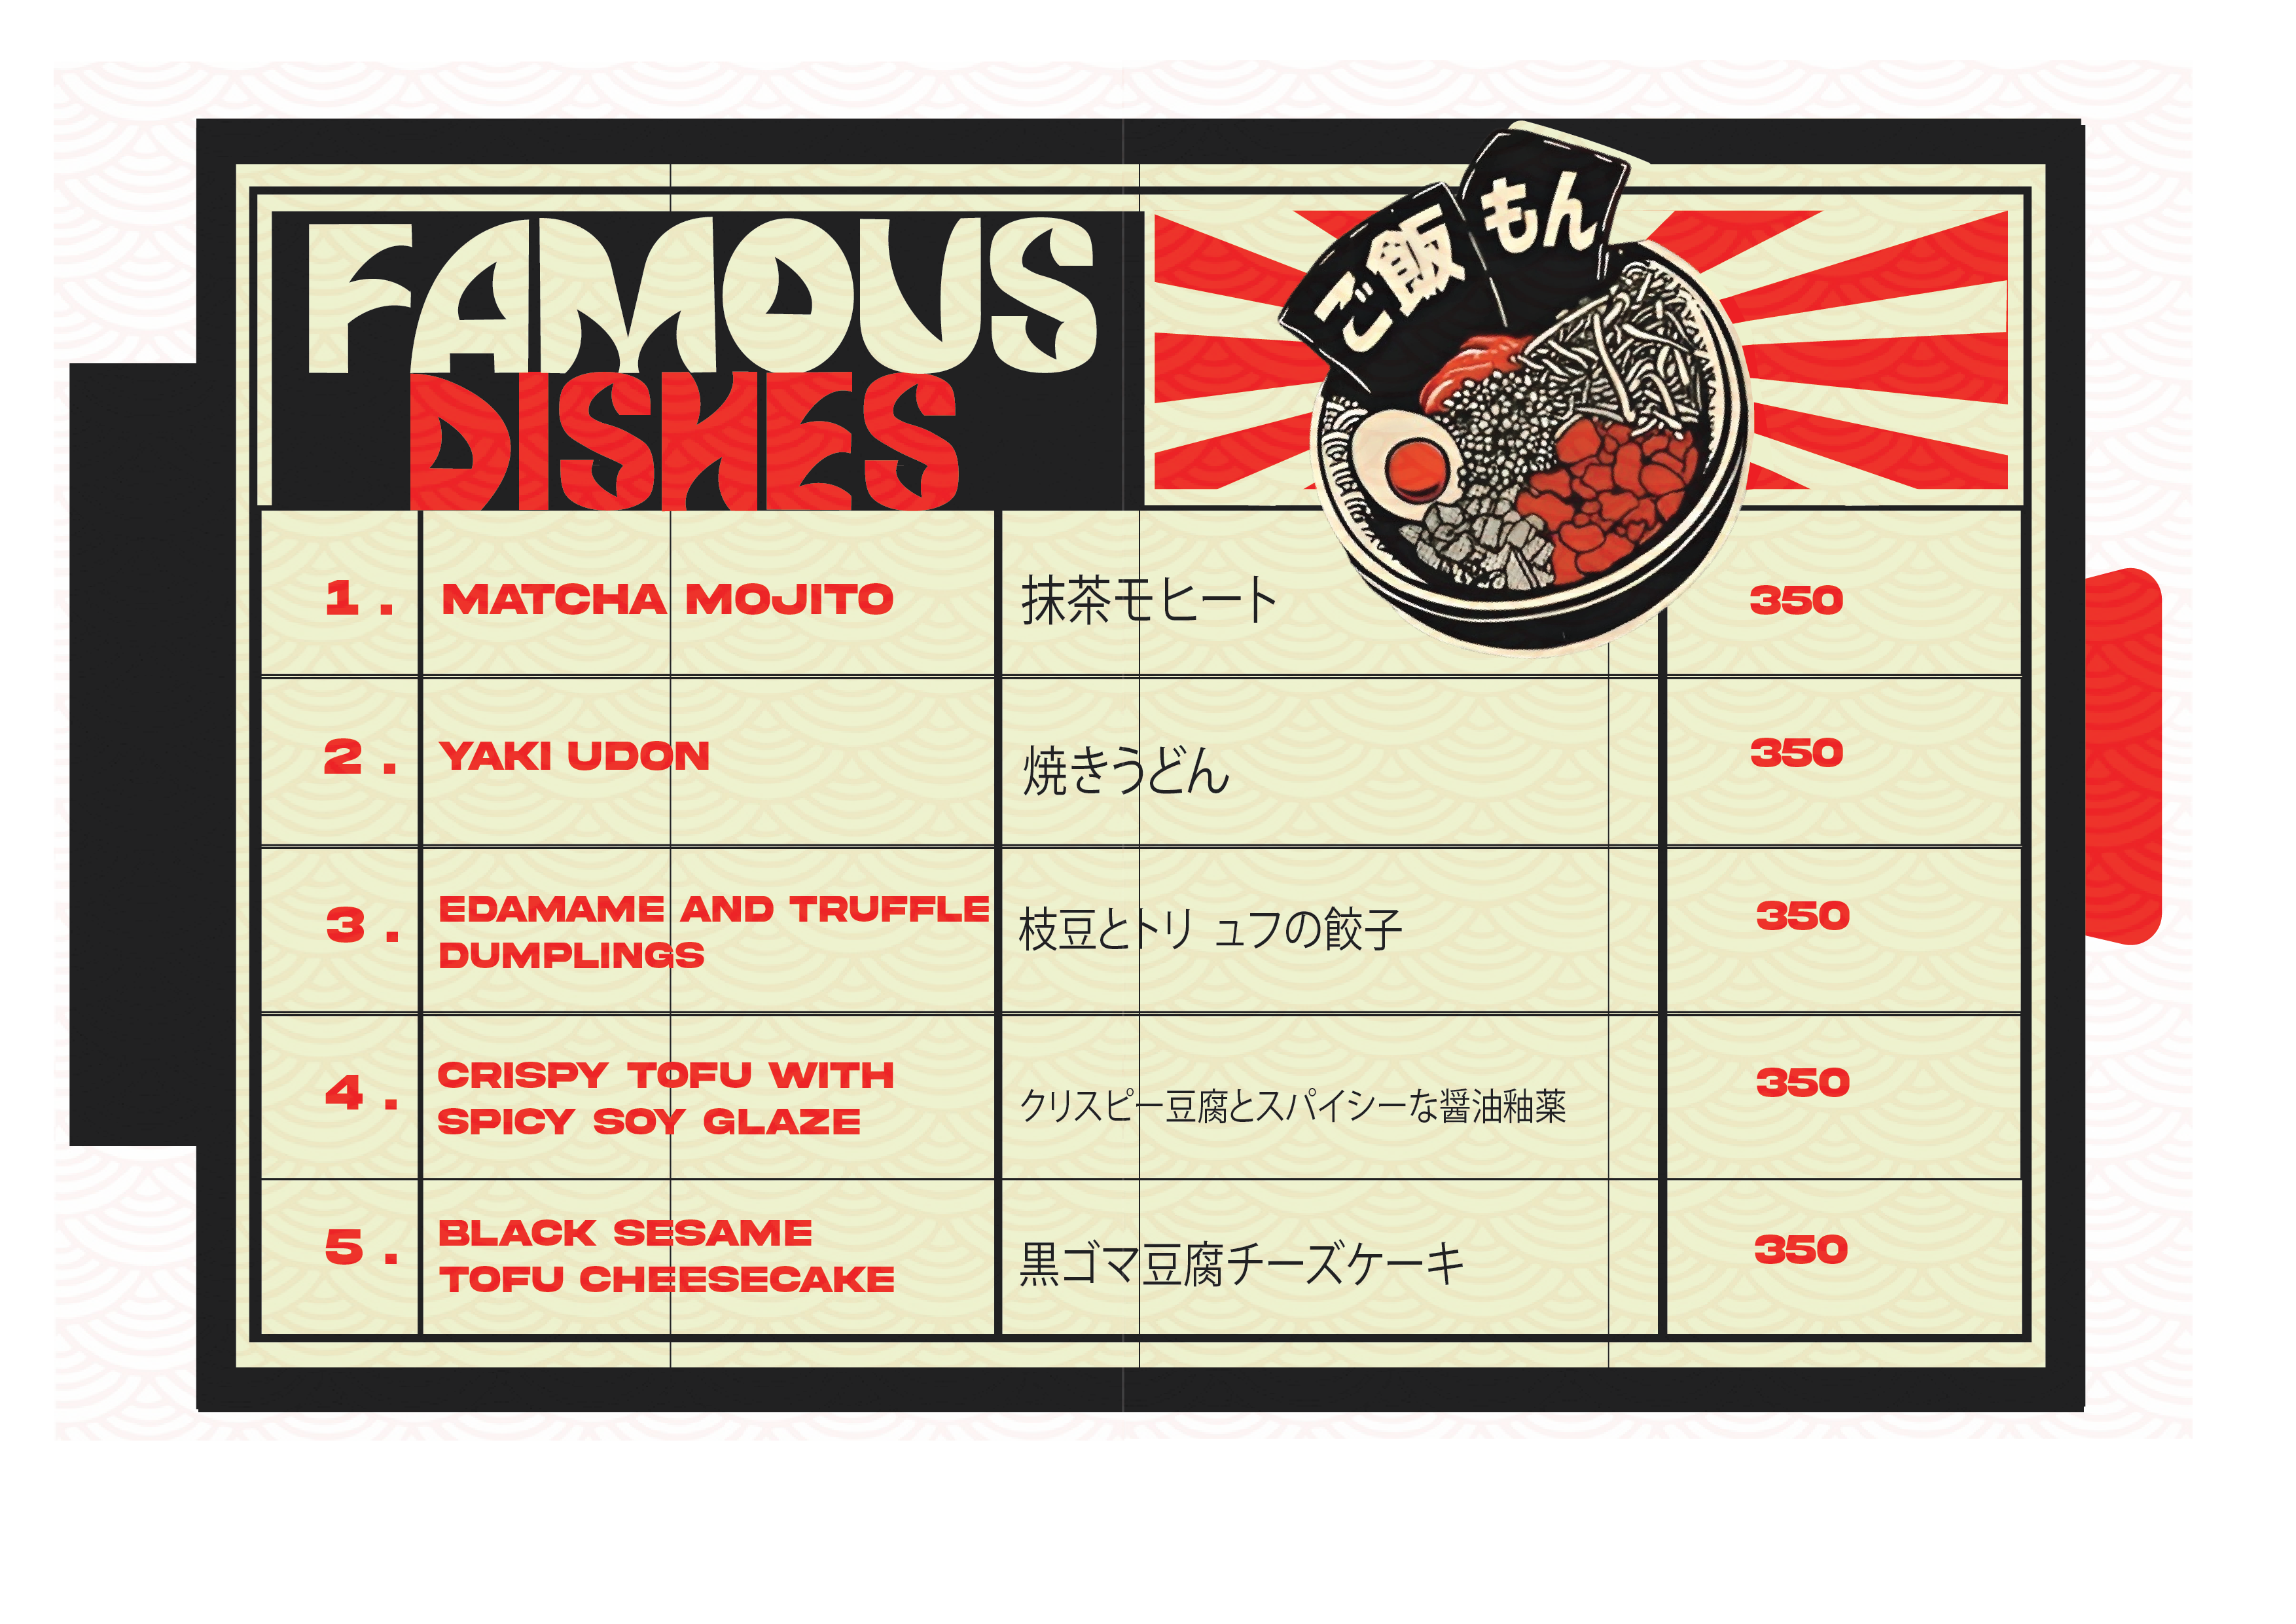 FAMOUS
DISHES
ご飯
もん
1. MATCHA MOJITO 抹茶モヒート 350
2. YAKI UDON 焼きうどん 350
3. EDAMAME AND TRUFFLE
DUMPLINGS
枝豆とトリ ュフの餃子 350
4. CRISPY TOFU WITH
SPICY SOY GLAZE
クリスピー豆腐とスパイシーな醤油釉薬 350
5. BLACK SESAME
TOFU CHEESECAKE
黒ゴマ豆腐チーズケーキ 350